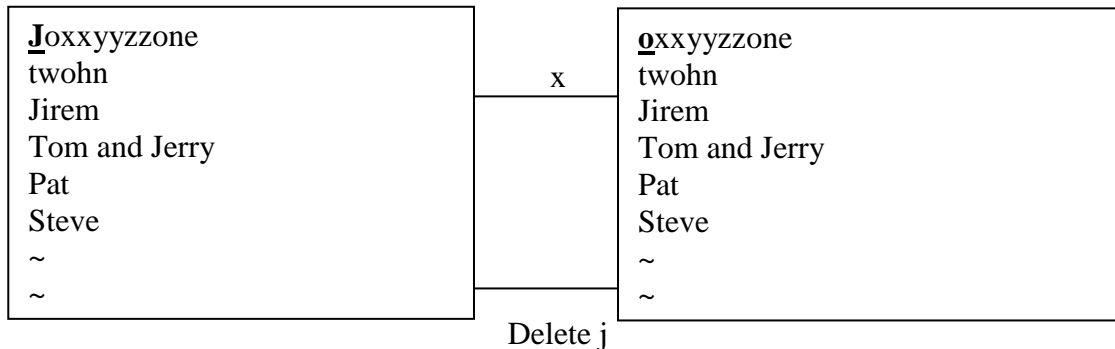 Joxxyyzzone
twohn
Jirem
Tom and Jerry
Pat
Steve
~
~
x
oxxyyzzone
twohn
Jirem
Tom and Jerry
Pat
Steve
~
~
Delete j